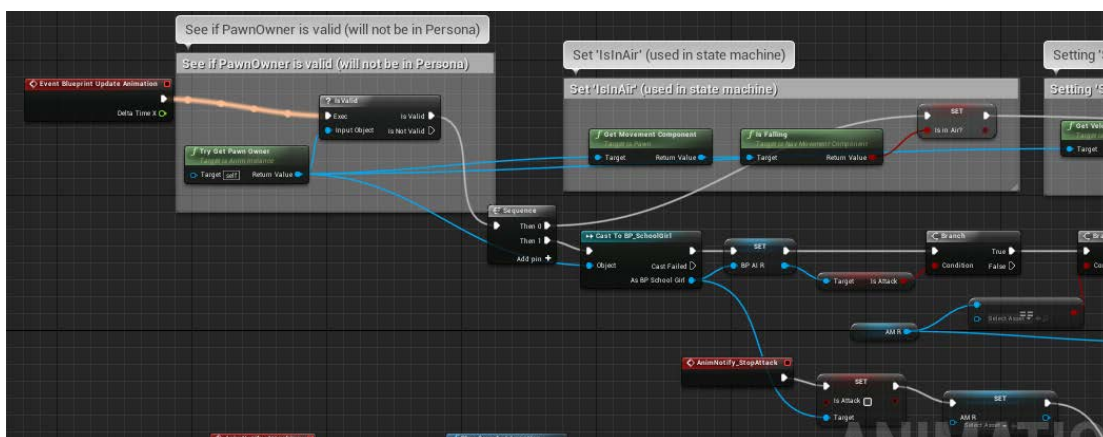 See if PawnOwner is valid (will not be in Persona)
See if PawnOwner is valid (will not be in Persona)
Event Blueprint Update Animation
Delta Time X
? IsValid
Exec
Is Valid
Input Object
Is Not Valid
Try Get Pawn Owner
Target is Anim Instance
Target self
Return Value
Set 'IsInAir' (used in state machine)
Set 'IsInAir' (used in state machine)
Get Movement Component
Target is Pawn
Target
Return Value
Is Falling
Target is Nav Movement Component
Target
Return Value
SET
Is in Air?
Setting 'S
Setting 'S
Get Velo
Target
Sequence
Then 0
Then 1
Add pin +
Cast To BP_SchoolGirl
Object
Cast Failed
As BP School Girl
SET
BP AI R
Target
Is Attack
Branch
True
Condition
False
Bra
Co
Select Asset
==
AM R
AnimNotify_StopAttack
SET
Is Attack
Target
SET
AM R
Select Asset
ANIMATIO